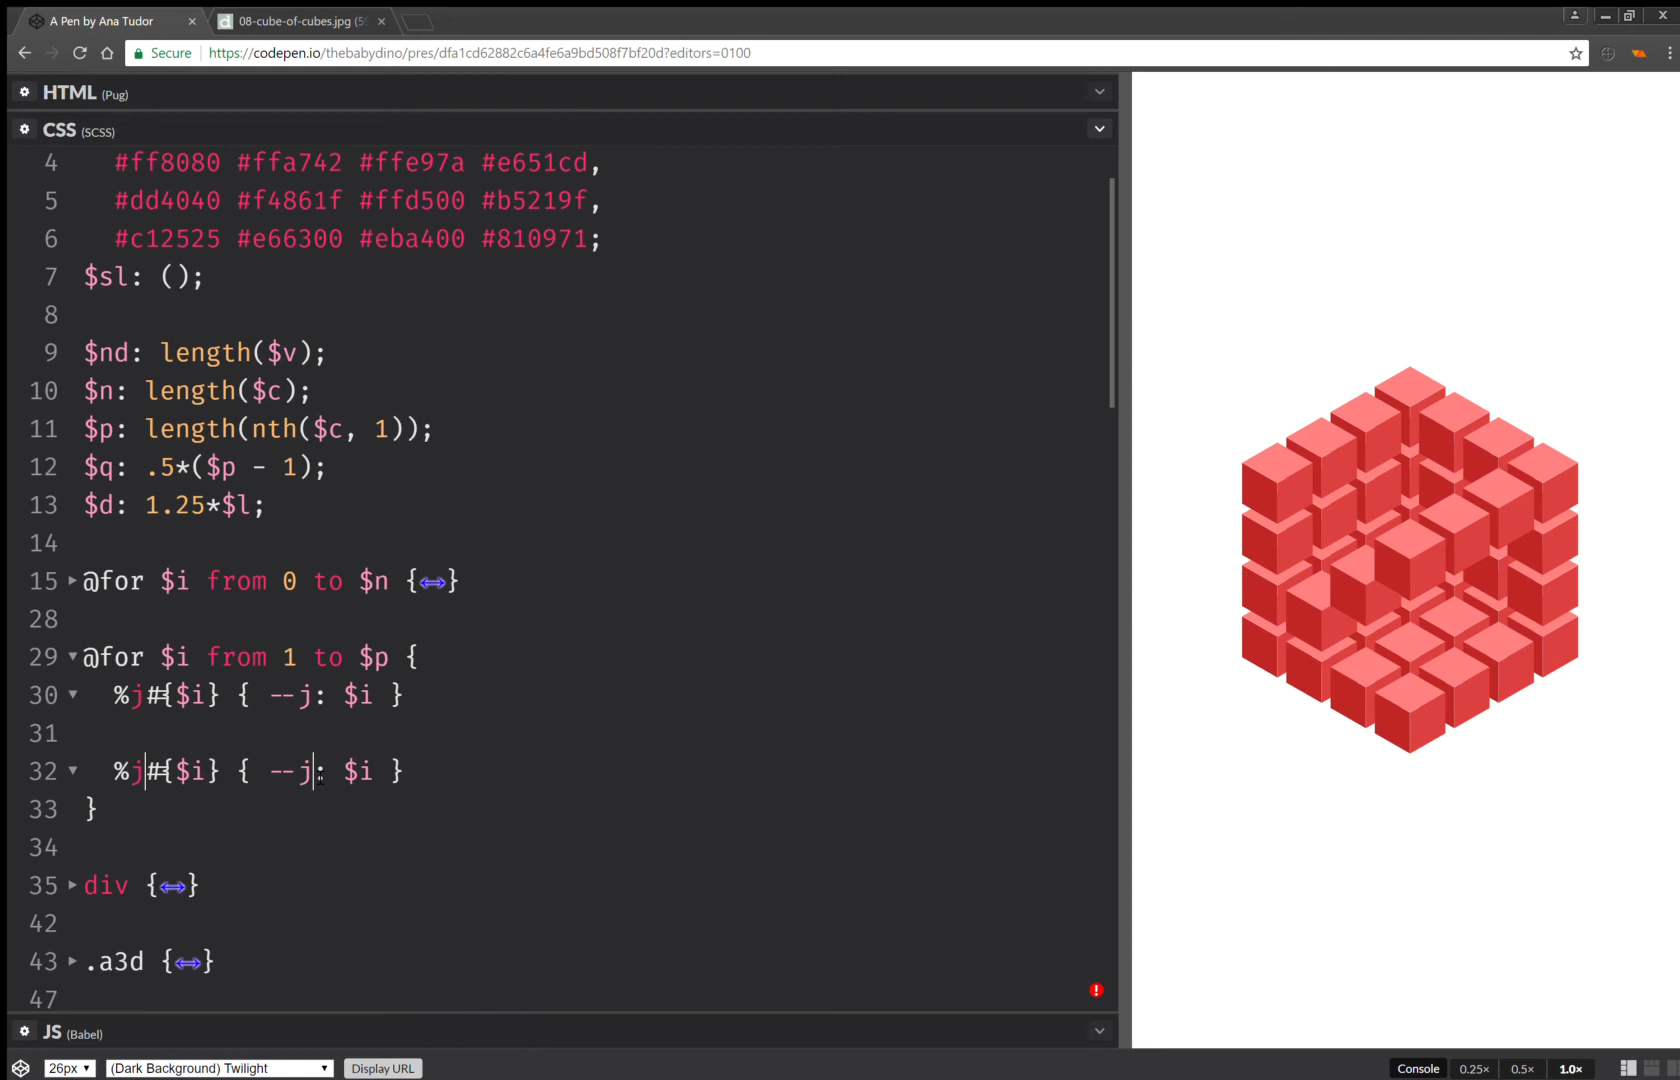 A Pen by Ana Tudor
08-cube-of-cubes.jpg (59
Secure
https://codepen.io/thebabydino/pres/dfa1cd62882c6a4fe6a9bd508f7bf20d?editors=0100
HTML (Pug)
CSS (SCSS)
4 #ff8080 #ffa742 #ffe97a #e651cd,
5 #dd4040 #f4861f #ffd500 #b5219f,
6 #c12525 #e66300 #eba400 #810971;
7 $sl: ();
8
9 $nd: length($v);
10 $n: length($c);
11 $p: length(nth($c, 1));
12 $q: .5*($p - 1);
13 $d: 1.25*$l;
14
15 @for $i from 0 to $n {↔}
28
29 @for $i from 1 to $p {
30 %j#{$i} { --j: $i }
31
32 %j#{$i} { --j: $i }
33 }
34
35 div {↔}
42
43 .a3d {↔}
47
JS (Babel)
26px
(Dark Background) Twilight
Display URL
Console
0.25×
0.5×
1.0×